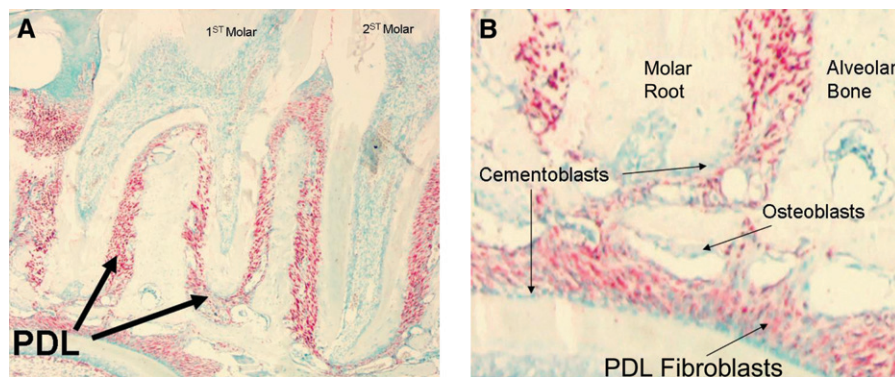 A
1ST Molar
2ST Molar
PDL
B
Molar
Root
Alveolar
Bone
Cementoblasts
Osteoblasts
PDL Fibroblasts